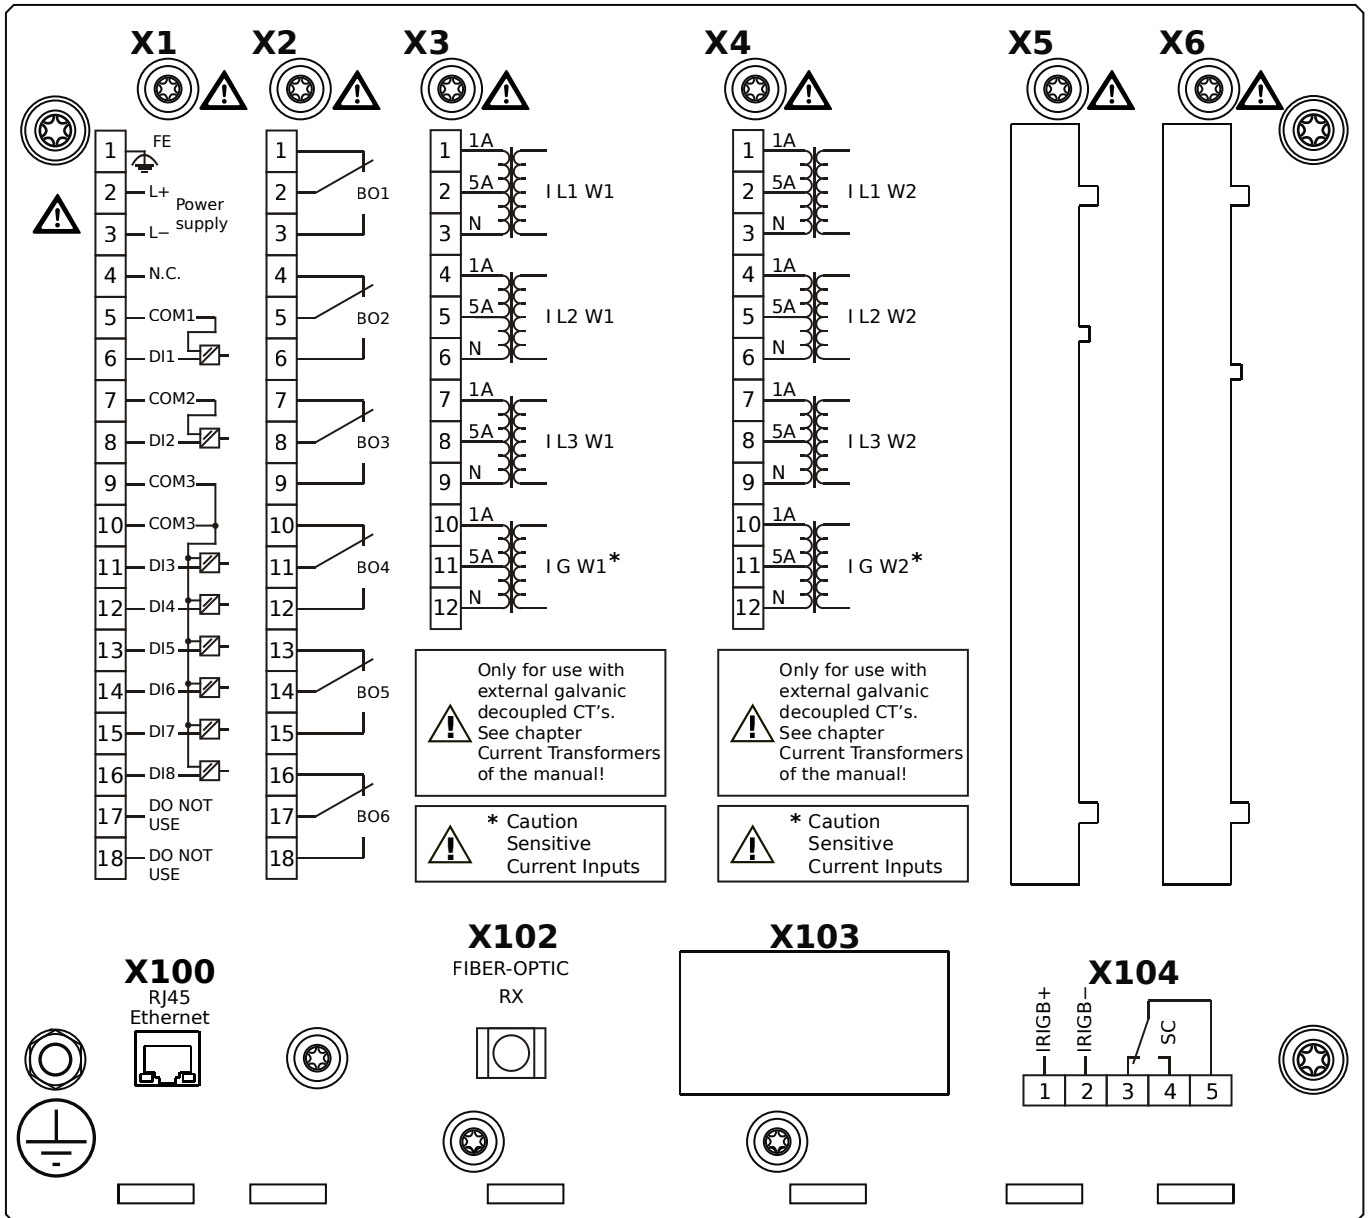 X1
X2
X3
X4
X5
X6
1
FE
2
L+
Power
supply
3
L−
4
N.C.
5
COM1
6
DI1
7
COM2
8
DI2
9
COM3
10
COM3
11
DI3
12
DI4
13
DI5
14
DI6
15
DI7
16
DI8
17
DO NOT
USE
18
DO NOT
USE
1
2
BO1
3
4
5
BO2
6
7
8
BO3
9
10
11
BO4
12
13
14
BO5
15
16
17
BO6
18
1
1A
2
5A
I L1 W1
3
N
4
1A
5
5A
I L2 W1
6
N
7
1A
8
5A
I L3 W1
9
N
10
1A
11
5A
I G W1*
12
N
Only for use with
external galvanic
decoupled CT's.
See chapter
Current Transformers
of the manual!
* Caution
Sensitive
Current Inputs
1
1A
2
5A
I L1 W2
3
N
4
1A
5
5A
I L2 W2
6
N
7
1A
8
5A
I L3 W2
9
N
10
1A
11
5A
I G W2*
12
N
Only for use with
external galvanic
decoupled CT's.
See chapter
Current Transformers
of the manual!
* Caution
Sensitive
Current Inputs
X100
RJ45
Ethernet
X102
FIBER-OPTIC
RX
X103
X104
IRIGB+
IRIGB−
SC
1 2 3 4 5